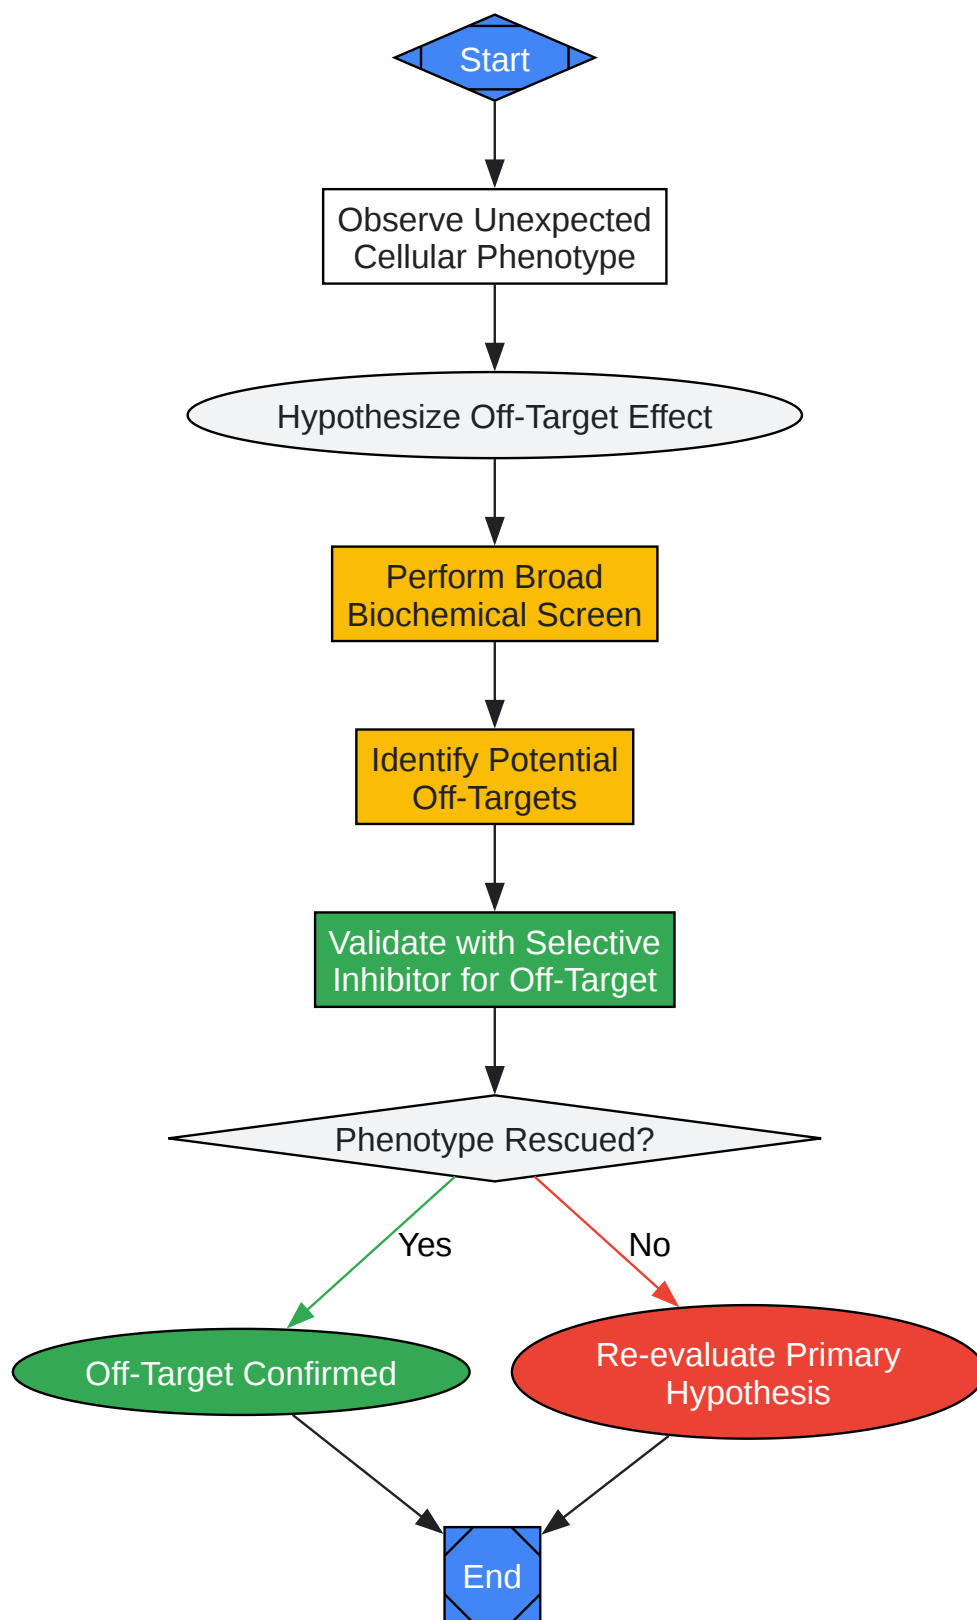 Start
Observe Unexpected
Cellular Phenotype
Hypothesize Off-Target Effect
Perform Broad
Biochemical Screen
Identify Potential
Off-Targets
Validate with Selective
Inhibitor for Off-Target
Phenotype Rescued?
Yes
No
Off-Target Confirmed
Re-evaluate Primary
Hypothesis
End